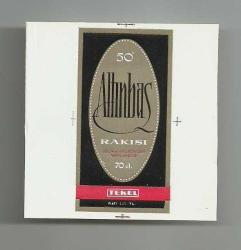 50°
Altınbaş
RAKISI
70 cl.
TEKEL